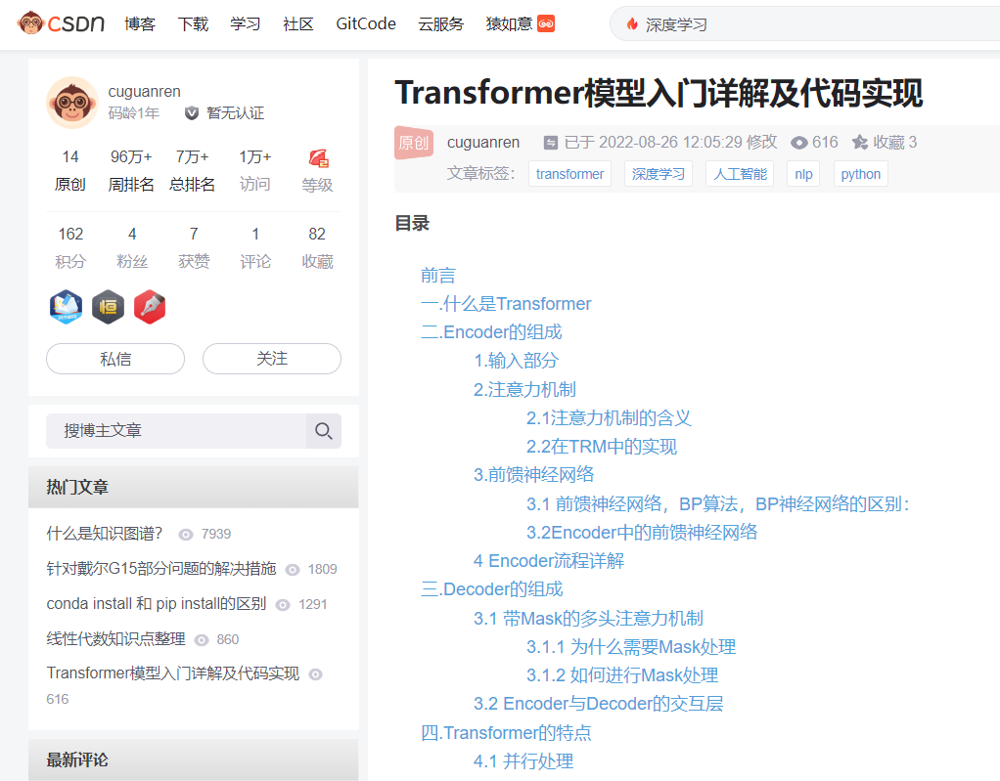 CSDN 博客 下载 学习 社区 GitCode 云服务 猿如意 深度学习
cuguanren
码龄1年 暂无认证
14 96万+ 7万+ 1万+
原创 周排名 总排名 访问 等级
162 4 7 1 82
积分 粉丝 获赞 评论 收藏
私信 关注
搜博主文章
热门文章
什么是知识图谱? 7939
针对戴尔G15部分问题的解决措施 1809
conda install 和 pip install的区别 1291
线性代数知识点整理 860
Transformer模型入门详解及代码实现
616
最新评论
Transformer模型入门详解及代码实现
原创 cuguanren 已于 2022-08-26 12:05:29 修改 616 收藏 3
文章标签: transformer 深度学习 人工智能 nlp python
目录
前言
一.什么是Transformer
二.Encoder的组成
1.输入部分
2.注意力机制
2.1注意力机制的含义
2.2在TRM中的实现
3.前馈神经网络
3.1 前馈神经网络，BP算法，BP神经网络的区别：
3.2Encoder中的前馈神经网络
4 Encoder流程详解
三.Decoder的组成
3.1 带Mask的多头注意力机制
3.1.1 为什么需要Mask处理
3.1.2 如何进行Mask处理
3.2 Encoder与Decoder的交互层
四.Transformer的特点
4.1 并行处理